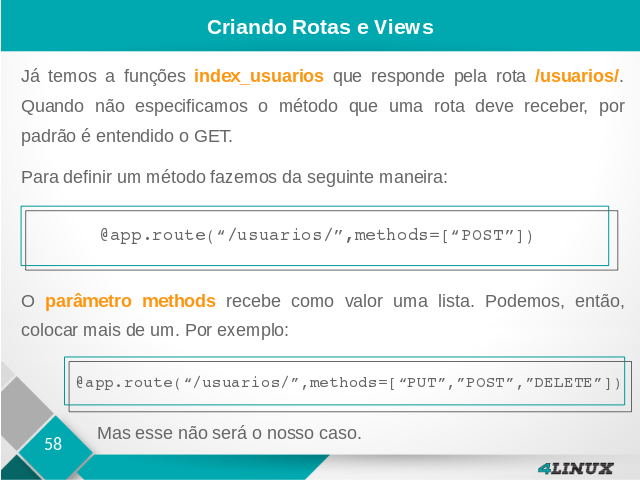 Criando Rotas e Views
Já temos a funções index_usuarios que responde pela rota /usuarios/.
Quando não especificamos o método que uma rota deve receber, por
padrão é entendido o GET.
Para definir um método fazemos da seguinte maneira:
@app.route(“/usuarios/”,methods=[“POST”])
O parâmetro methods recebe como valor uma lista. Podemos, então,
colocar mais de um. Por exemplo:
@app.route(“/usuarios/”,methods=[“PUT”,”POST”,”DELETE”])
Mas esse não será o nosso caso.
58
4LINUX